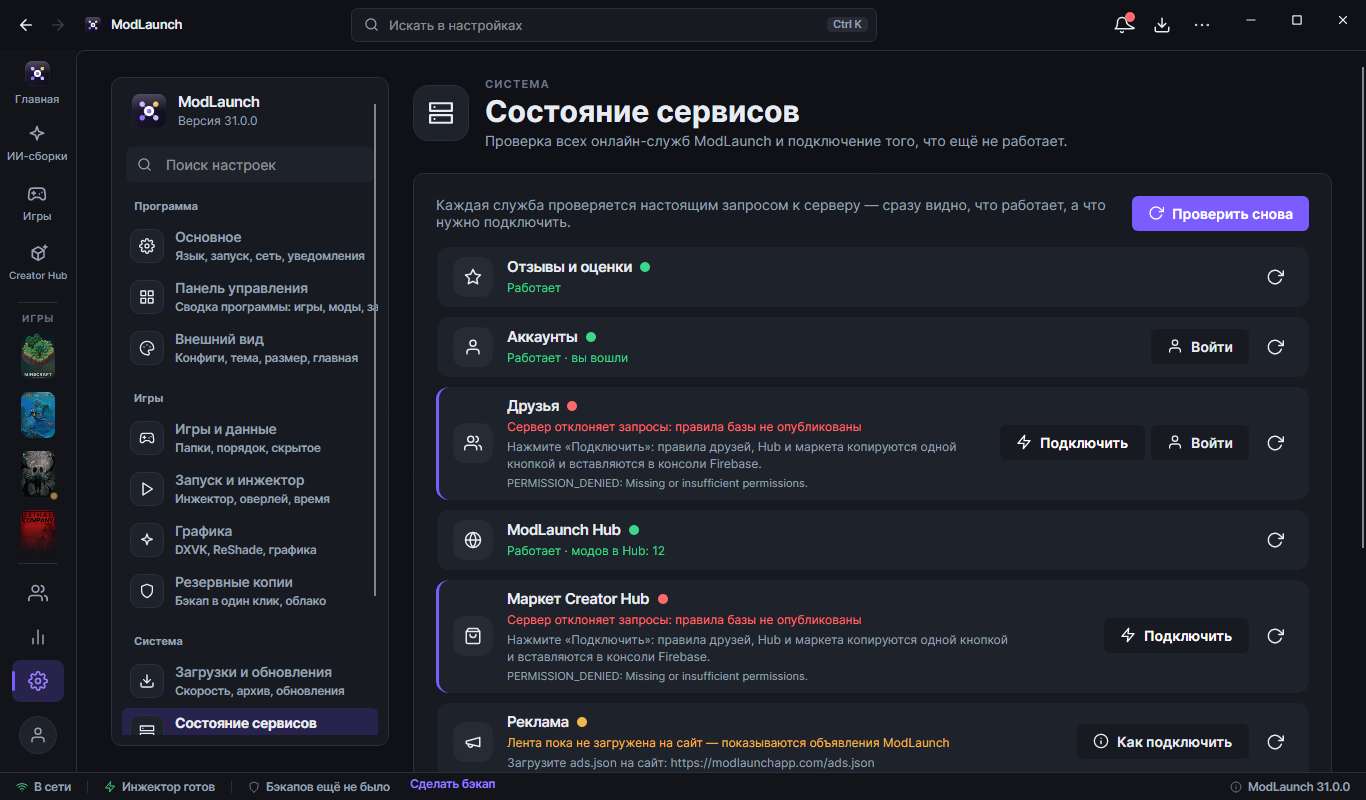 ModLaunch
Искать в настройках
Ctrl K
Главная
ИИ-сборки
Игры
Creator Hub
ИГРЫ
MINECRAFT
LETHAL
COMPANY
ModLaunch
Версия 31.0.0
Поиск настроек
Программа
Основное
Язык, запуск, сеть, уведомления
Панель управления
Сводка программы: игры, моды, за
Внешний вид
Конфиги, тема, размер, главная
Игры
Игры и данные
Папки, порядок, скрытое
Запуск и инжектор
Инжектор, оверлей, время
Графика
DXVK, ReShade, графика
Резервные копии
Бэкап в один клик, облако
Система
Загрузки и обновления
Скорость, архив, обновления
Состояние сервисов
СИСТЕМА
Состояние сервисов
Проверка всех онлайн-служб ModLaunch и подключение того, что ещё не работает.
Каждая служба проверяется настоящим запросом к серверу — сразу видно, что работает, а что
нужно подключить.
Проверить снова
Отзывы и оценки
Работает
Аккаунты
Работает · вы вошли
Войти
Друзья
Сервер отклоняет запросы: правила базы не опубликованы
Нажмите «Подключить»: правила друзей, Hub и маркета копируются одной
кнопкой и вставляются в консоли Firebase.
PERMISSION_DENIED: Missing or insufficient permissions.
Подключить
Войти
ModLaunch Hub
Работает · модов в Hub: 12
Маркет Creator Hub
Сервер отклоняет запросы: правила базы не опубликованы
Нажмите «Подключить»: правила друзей, Hub и маркета копируются одной кнопкой
и вставляются в консоли Firebase.
PERMISSION_DENIED: Missing or insufficient permissions.
Подключить
Реклама
Лента пока не загружена на сайт — показываются объявления ModLaunch
Загрузите ads.json на сайт: https://modlaunchapp.com/ads.json
Как подключить
В сети
Инжектор готов
Бэкапов ещё не было
Сделать бэкап
ModLaunch 31.0.0